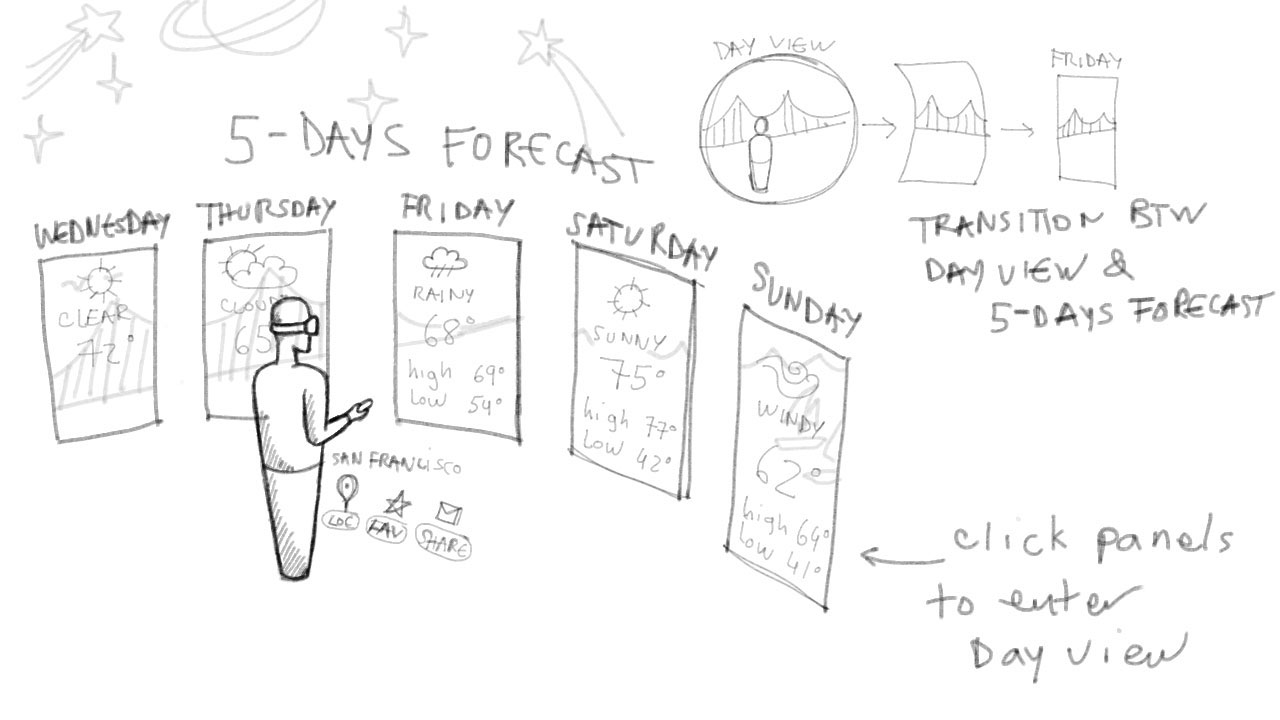 5-DAYS FORECAST
WEDNESDAY
CLEAR
72°
THURSDAY
CLOUDY
65
FRIDAY
RAINY
68°
high 69°
low 54°
SATURDAY
SUNNY
75°
high 77°
low 42°
SUNDAY
WINDY
62°
high 64°
low 41°
SAN FRANCISCO
LOC
FAV
SHARE
DAY VIEW
FRIDAY
TRANSITION BTW
DAY VIEW &
5-DAYS FORECAST
click panels
to enter
Day view